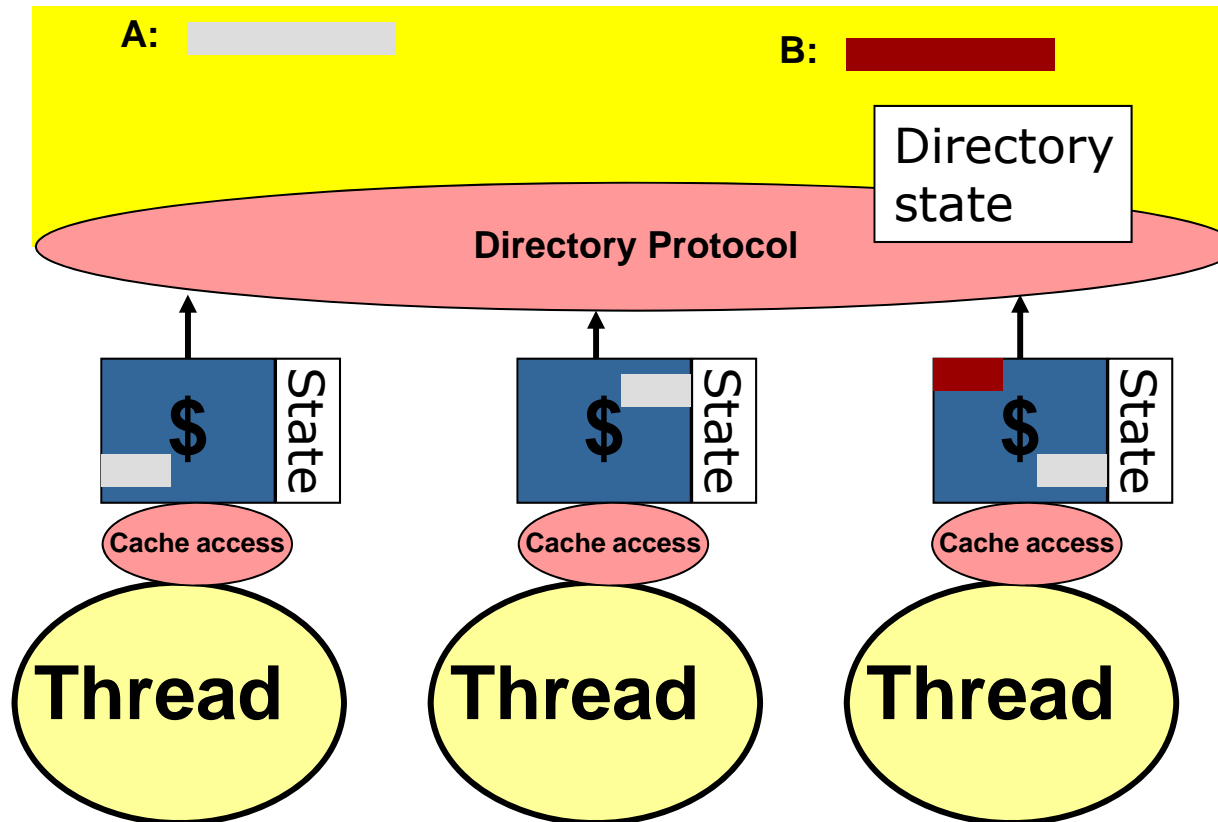 A:
B:
Directory
state
Directory Protocol
$
State
$
State
$
State
Cache access
Cache access
Cache access
Thread
Thread
Thread